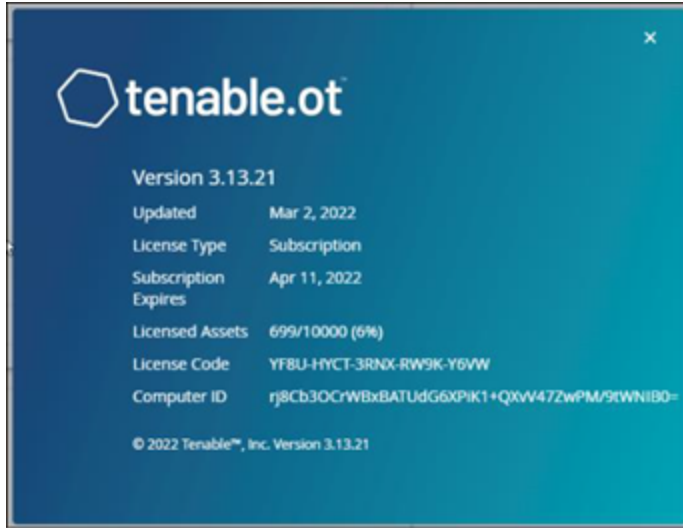 tenable.ot™
Version 3.13.21
Updated Mar 2, 2022
License Type Subscription
Subscription Expires Apr 11, 2022
Licensed Assets 699/10000 (6%)
License Code YF8U-HYCT-3RNX-RW9K-Y6VW
Computer ID rj8Cb3OCrWBxBATUdG6XPiK1+QXvV47ZwPM/9tWNIB0=
© 2022 Tenable™, Inc. Version 3.13.21